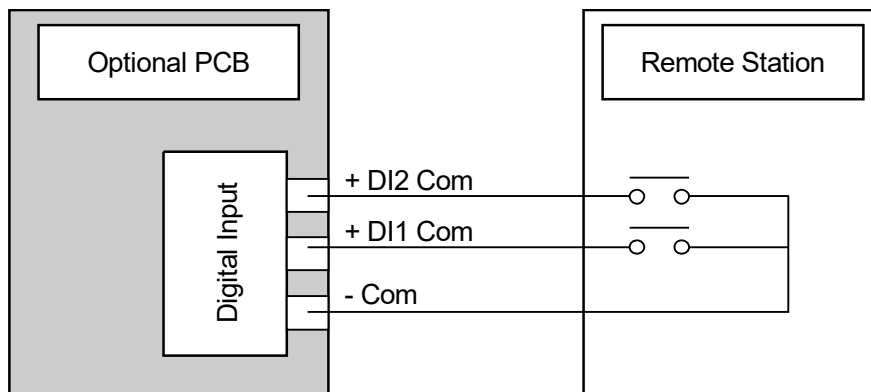 Optional PCB
Remote Station
Digital Input
+ DI2 Com
+ DI1 Com
- Com